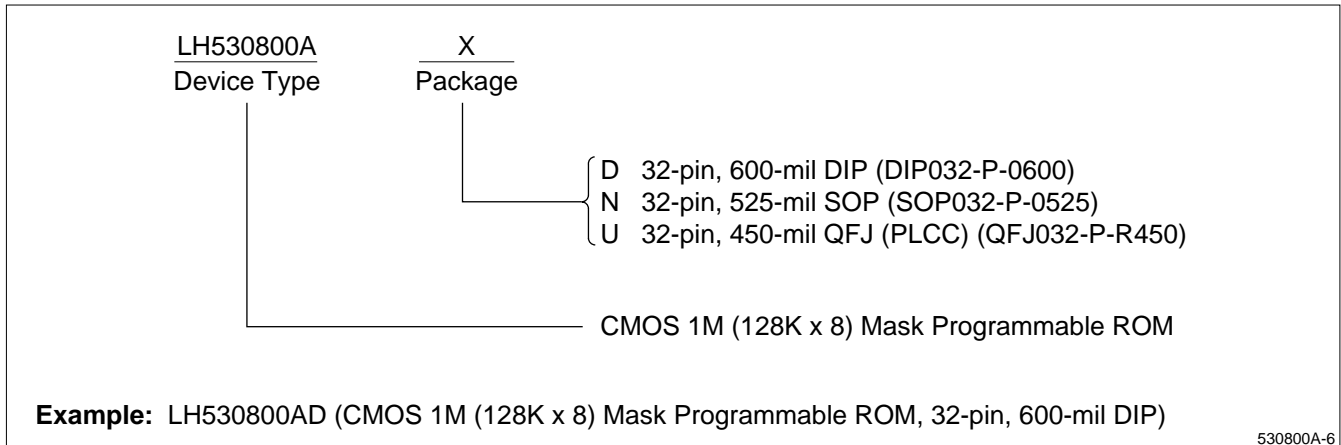 LH530800A X
Device Type Package
D 32-pin, 600-mil DIP (DIP032-P-0600)
N 32-pin, 525-mil SOP (SOP032-P-0525)
U 32-pin, 450-mil QFJ (PLCC) (QFJ032-P-R450)
CMOS 1M (128K x 8) Mask Programmable ROM
Example: LH530800AD (CMOS 1M (128K x 8) Mask Programmable ROM, 32-pin, 600-mil DIP)
530800A-6